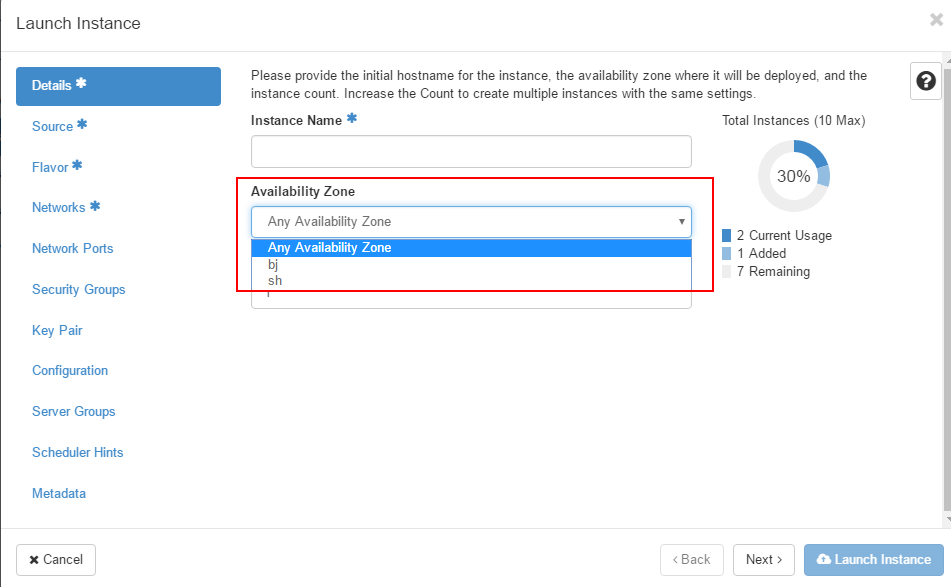 Launch Instance
Details *
Source *
Flavor *
Networks *
Network Ports
Security Groups
Key Pair
Configuration
Server Groups
Scheduler Hints
Metadata
Please provide the initial hostname for the instance, the availability zone where it will be deployed, and the
instance count. Increase the Count to create multiple instances with the same settings.
Instance Name *
Availability Zone
Any Availability Zone
Any Availability Zone
bj
sh
Total Instances (10 Max)
30%
2 Current Usage
1 Added
7 Remaining
Cancel
< Back
Next >
Launch Instance